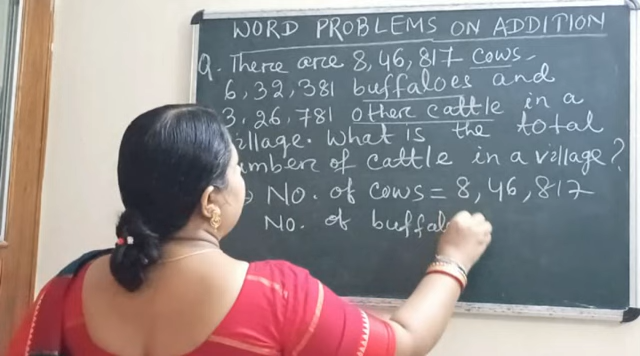 WORD PROBLEMS ON ADDITION
Q. There are 8,46,817 cows,
6,32,381 buffaloes and
3,26,781 other cattle in a
village. What is the total
number of cattle in a village?
No. of cows = 8,46,817
No. of buffal